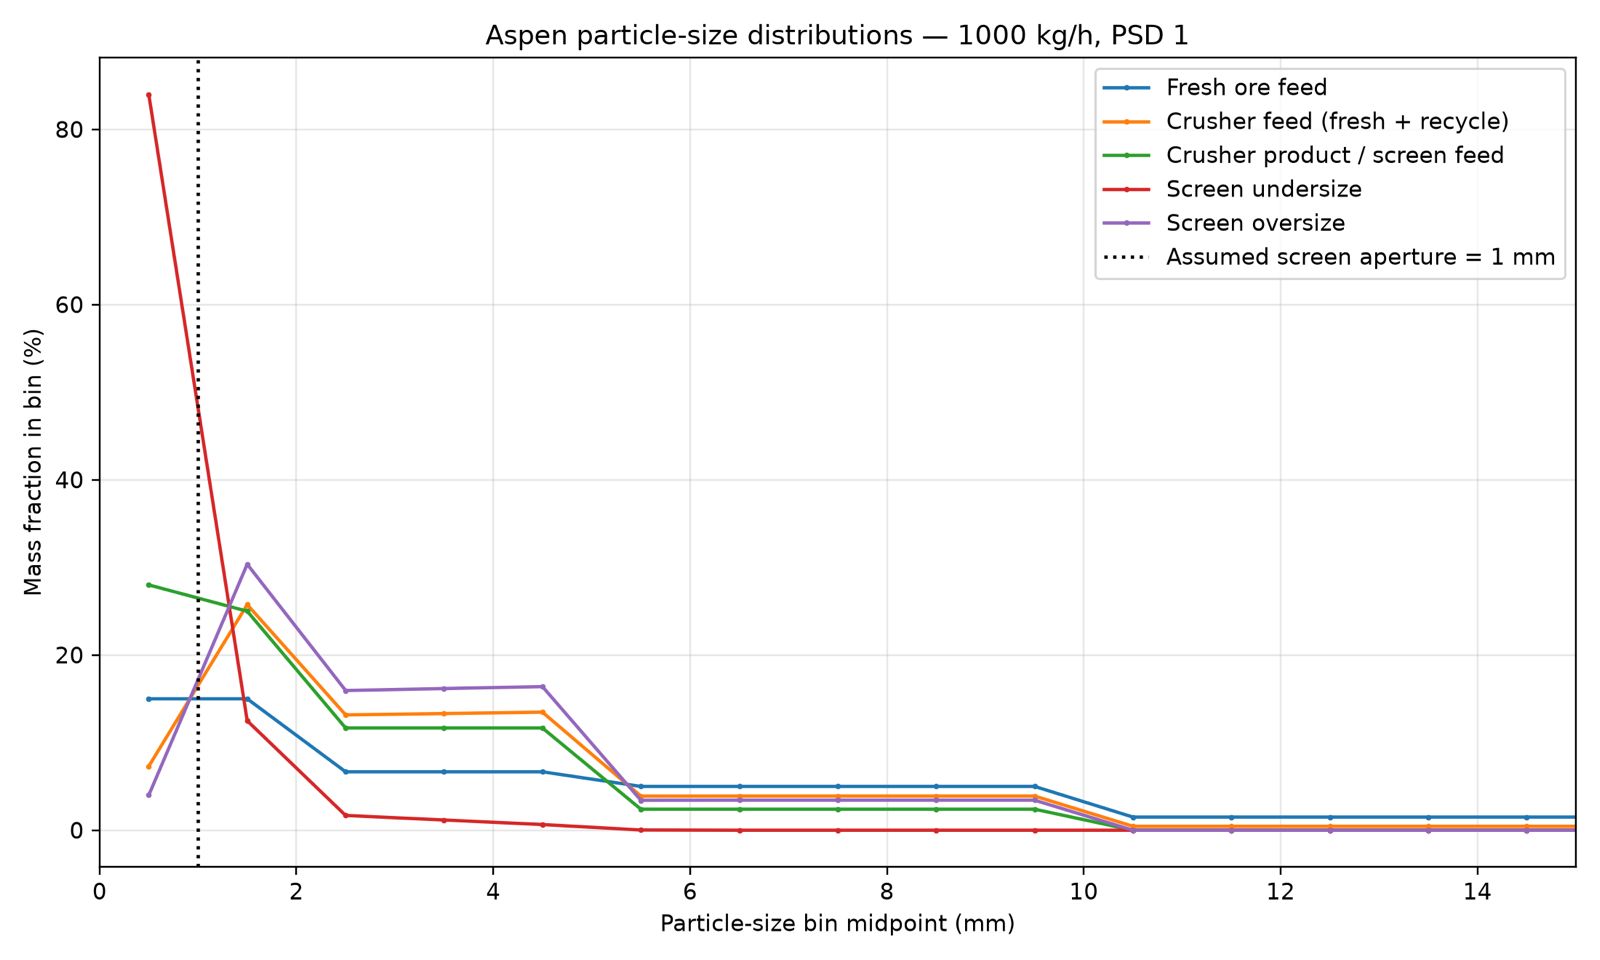 Aspen particle-size distributions — 1000 kg/h, PSD 1
Fresh ore feed
Crusher feed (fresh + recycle)
Crusher product / screen feed
Screen undersize
Screen oversize
Assumed screen aperture = 1 mm
Mass fraction in bin (%)
80
60
40
20
0
0 2 4 6 8 10 12 14
Particle-size bin midpoint (mm)